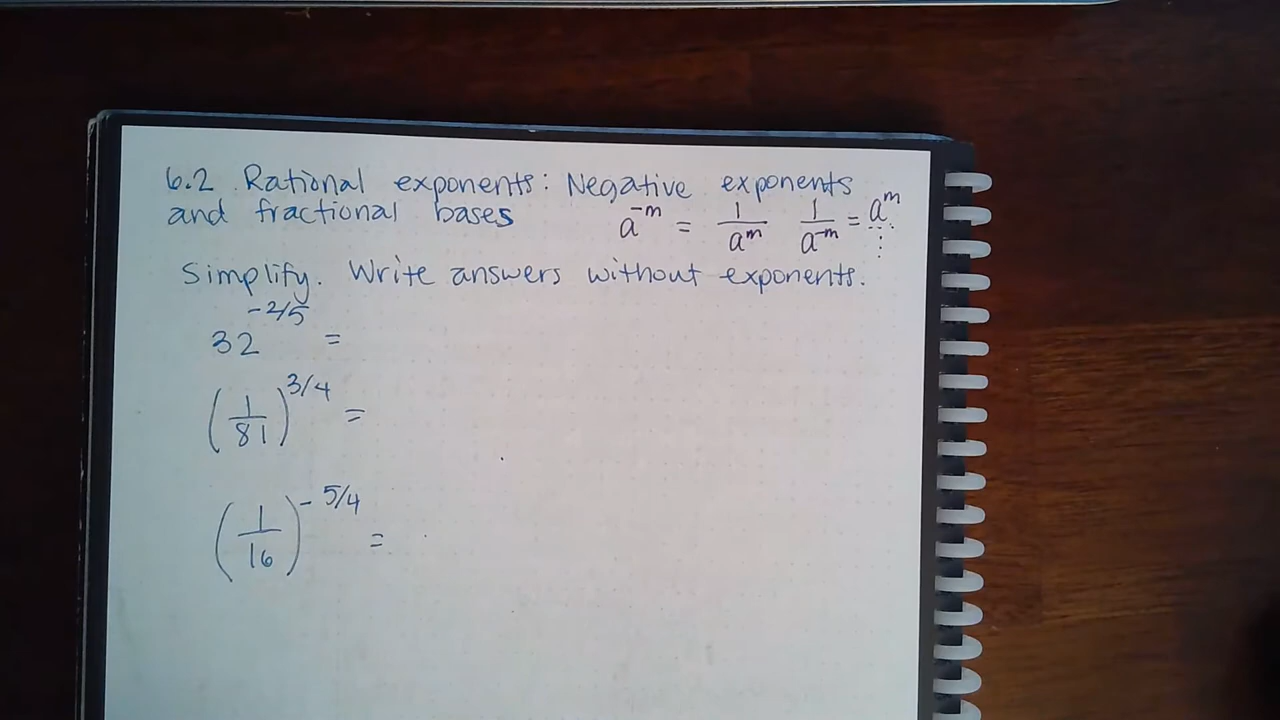 6.2 Rational exponents: Negative exponents
and fractional bases a^-m = 1/a^m 1/a^-m = a^m
Simplify. Write answers without exponents.
32^-2/5 =
(1/81)^3/4 =
(1/16)^-5/4 =